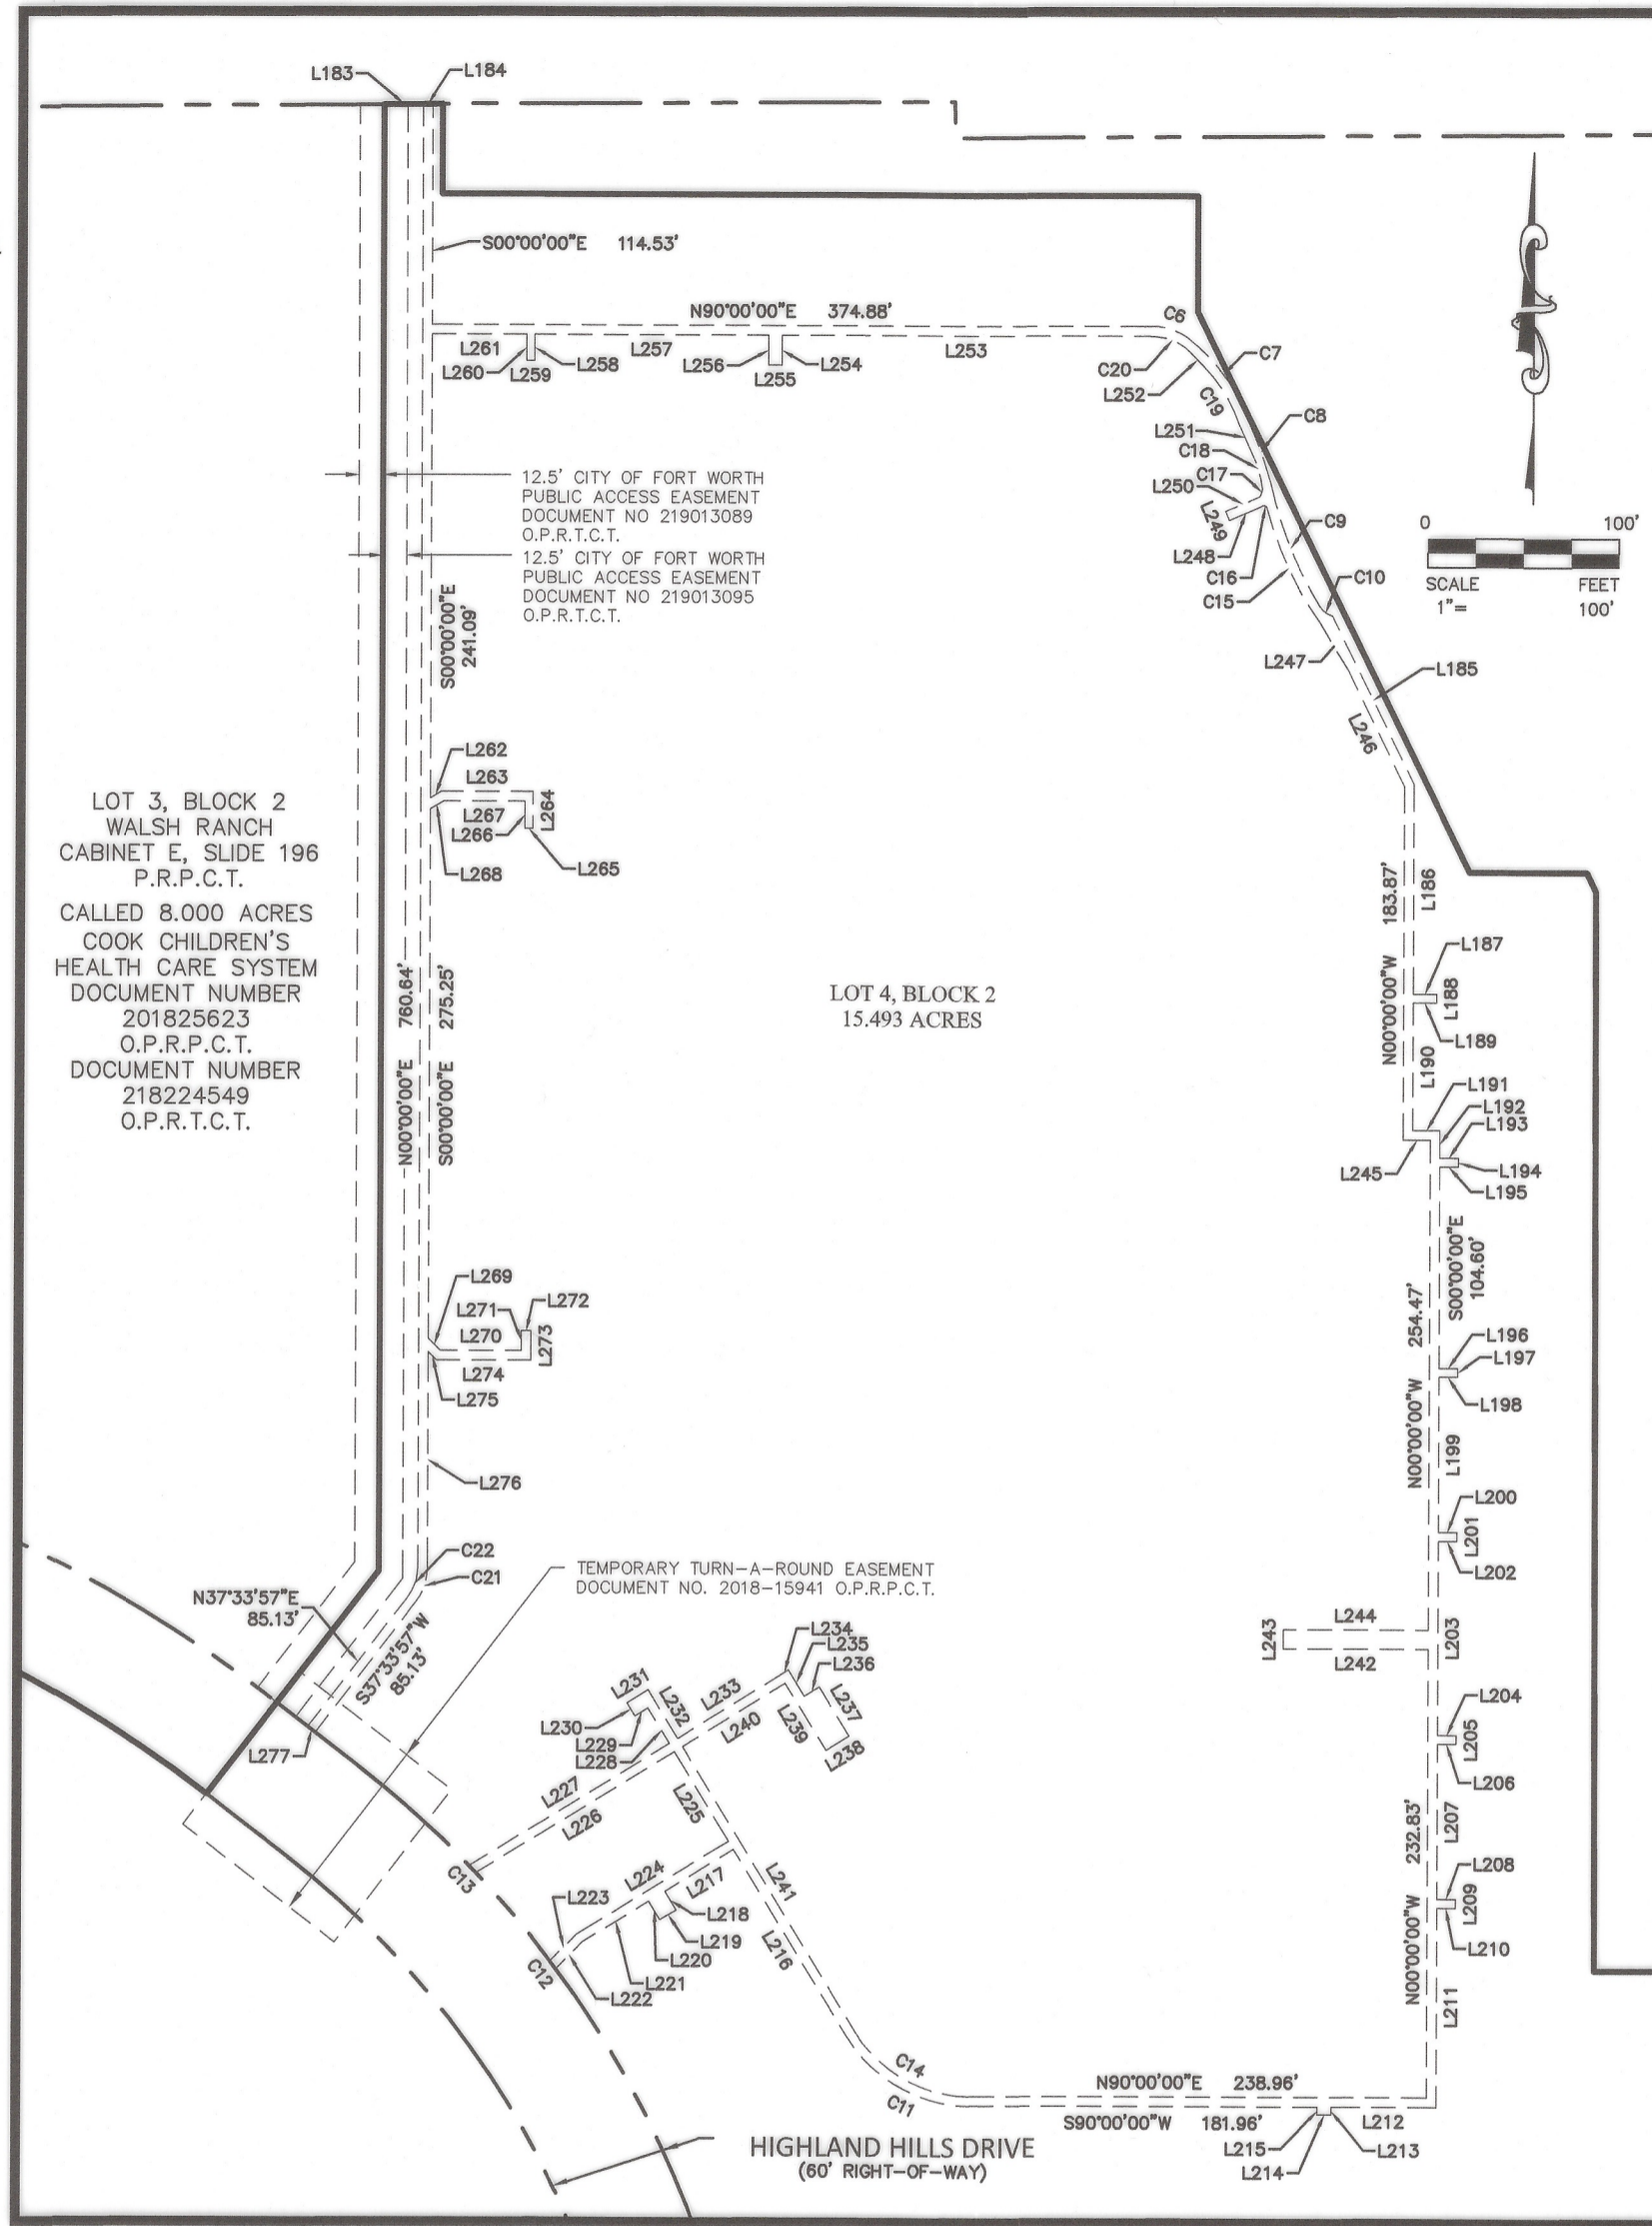 L183
L184
S00°00'00"E 114.53'
N90°00'00"E 374.88'
C6
L261
L257
L253
L260
L259
L258
L256
L255
L254
C20
L252
C7
C19
C8
L251
C18
C17
L250
L249
L248
C16
C15
C9
C10
L247
L185
L246
12.5' CITY OF FORT WORTH
PUBLIC ACCESS EASEMENT
DOCUMENT NO 219013089
O.P.R.T.C.T.
12.5' CITY OF FORT WORTH
PUBLIC ACCESS EASEMENT
DOCUMENT NO 219013095
O.P.R.T.C.T.
0 100'
SCALE FEET
1"= 100'
S00°00'00"E
241.09'
L262
L263
L264
L267
L266
L265
L268
LOT 3, BLOCK 2
WALSH RANCH
CABINET E, SLIDE 196
P.R.P.C.T.
CALLED 8.000 ACRES
COOK CHILDREN'S
HEALTH CARE SYSTEM
DOCUMENT NUMBER
201825623
O.P.R.P.C.T.
DOCUMENT NUMBER
218224549
O.P.R.T.C.T.
N00°00'00"E 760.64'
S00°00'00"E 275.25'
LOT 4, BLOCK 2
15.493 ACRES
N00°00'00"W 183.87'
L186
L187
L188
L189
L190
L191
L192
L193
L194
L195
L245
S00°00'00"E
104.60'
N00°00'00"W 254.47'
L196
L197
L198
L199
L200
L201
L202
L269
L271
L272
L270
L273
L274
L275
L276
C22
C21
N37°33'57"E
85.13'
S37°33'57"W
85.13'
L277
TEMPORARY TURN-A-ROUND EASEMENT
DOCUMENT NO. 2018-15941 O.P.R.P.C.T.
L234
L235
L236
L231
L232
L233
L237
L230
L229
L228
L240
L239
L238
L227
L226
L225
C13
L224
L217
L241
L223
L218
L219
L220
L221
L222
L216
C12
L244
L243
L242
L203
L204
L205
L206
L207
L208
L209
L210
L211
N00°00'00"W 232.83'
C14
C11
N90°00'00"E 238.96'
S90°00'00"W 181.96'
L212
L215
L213
L214
HIGHLAND HILLS DRIVE
(60' RIGHT-OF-WAY)